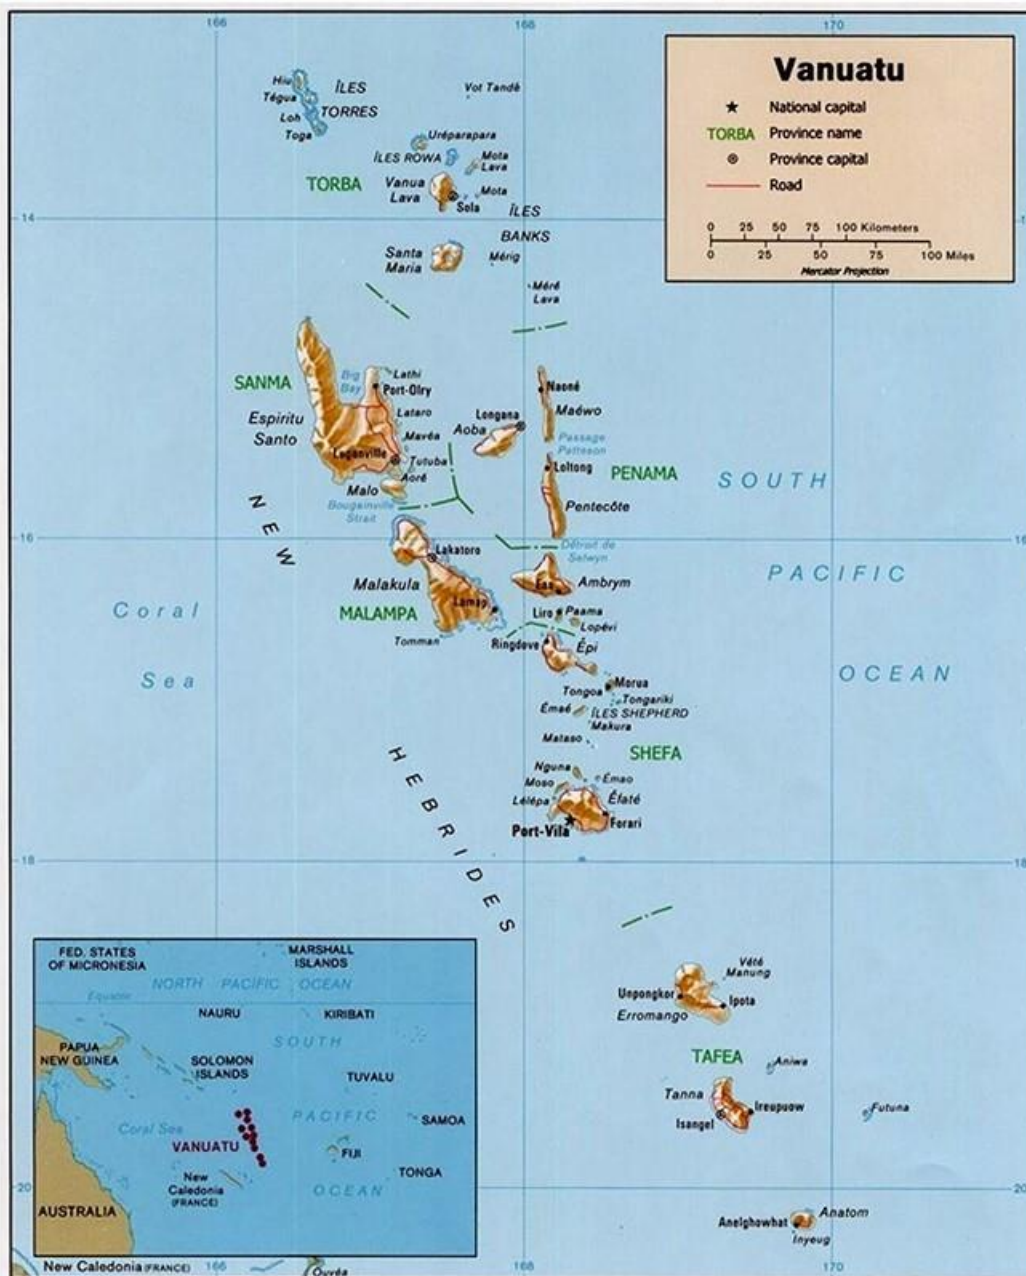 166
168
170
Vanuatu
National capital
TORBA Province name
Province capital
Road
0 25 50 75 100 Kilometers
0 25 50 75 100 Miles
Mercator Projection
Hiu
Tégua
Loh
Toga
ÎLES
TORRES
Vot Tandé
Uréparapara
ÎLES ROWA
Mota
Lava
TORBA
Vanua
Lava
Sola
Mota
14
ÎLES
BANKS
Santa
Maria
Mérig
Méré
Lava
SANMA
Big
Bay
Lathi
Port-Olry
Espiritu
Santo
Lataro
Mavéa
Luganville
Tutuba
Aoré
Malo
Bougainville
Strait
Longana
Aoba
Naoné
Maéwo
Passage
Patteson
Loltong
PENAMA
Pentecôte
SOUTH
PACIFIC
OCEAN
NEW
HEBRIDES
16
Détroit de
Selwyn
Lakatoro
Malakula
MALAMPA
Lamap
Tomman
Eas
Ambrym
Liro
Paama
Lopévi
Ringdove
Épi
Coral
Sea
Morua
Tongoa
Tongariki
Émaé
ÎLES SHEPHERD
Makura
Mataso
SHEFA
Nguna
Moso
Émao
Lélépa
Éfaté
Port-Vila
Forari
18
18
Vété
Manung
Unpongkor
Ipota
Erromango
TAFEA
Aniwa
Tanna
Ireupuow
Isangel
Futuna
20
20
Anatom
Anelghowhat
Inyeug
FED. STATES
OF MICRONESIA
MARSHALL
ISLANDS
NORTH PACIFIC OCEAN
Equator
NAURU
KIRIBATI
SOUTH
PAPUA
NEW GUINEA
SOLOMON
ISLANDS
TUVALU
PACIFIC
SAMOA
Coral Sea
VANUATU
FIJI
New
Caledonia
(FRANCE)
TONGA
OCEAN
AUSTRALIA
New Caledonia (FRANCE)
Ouvéa